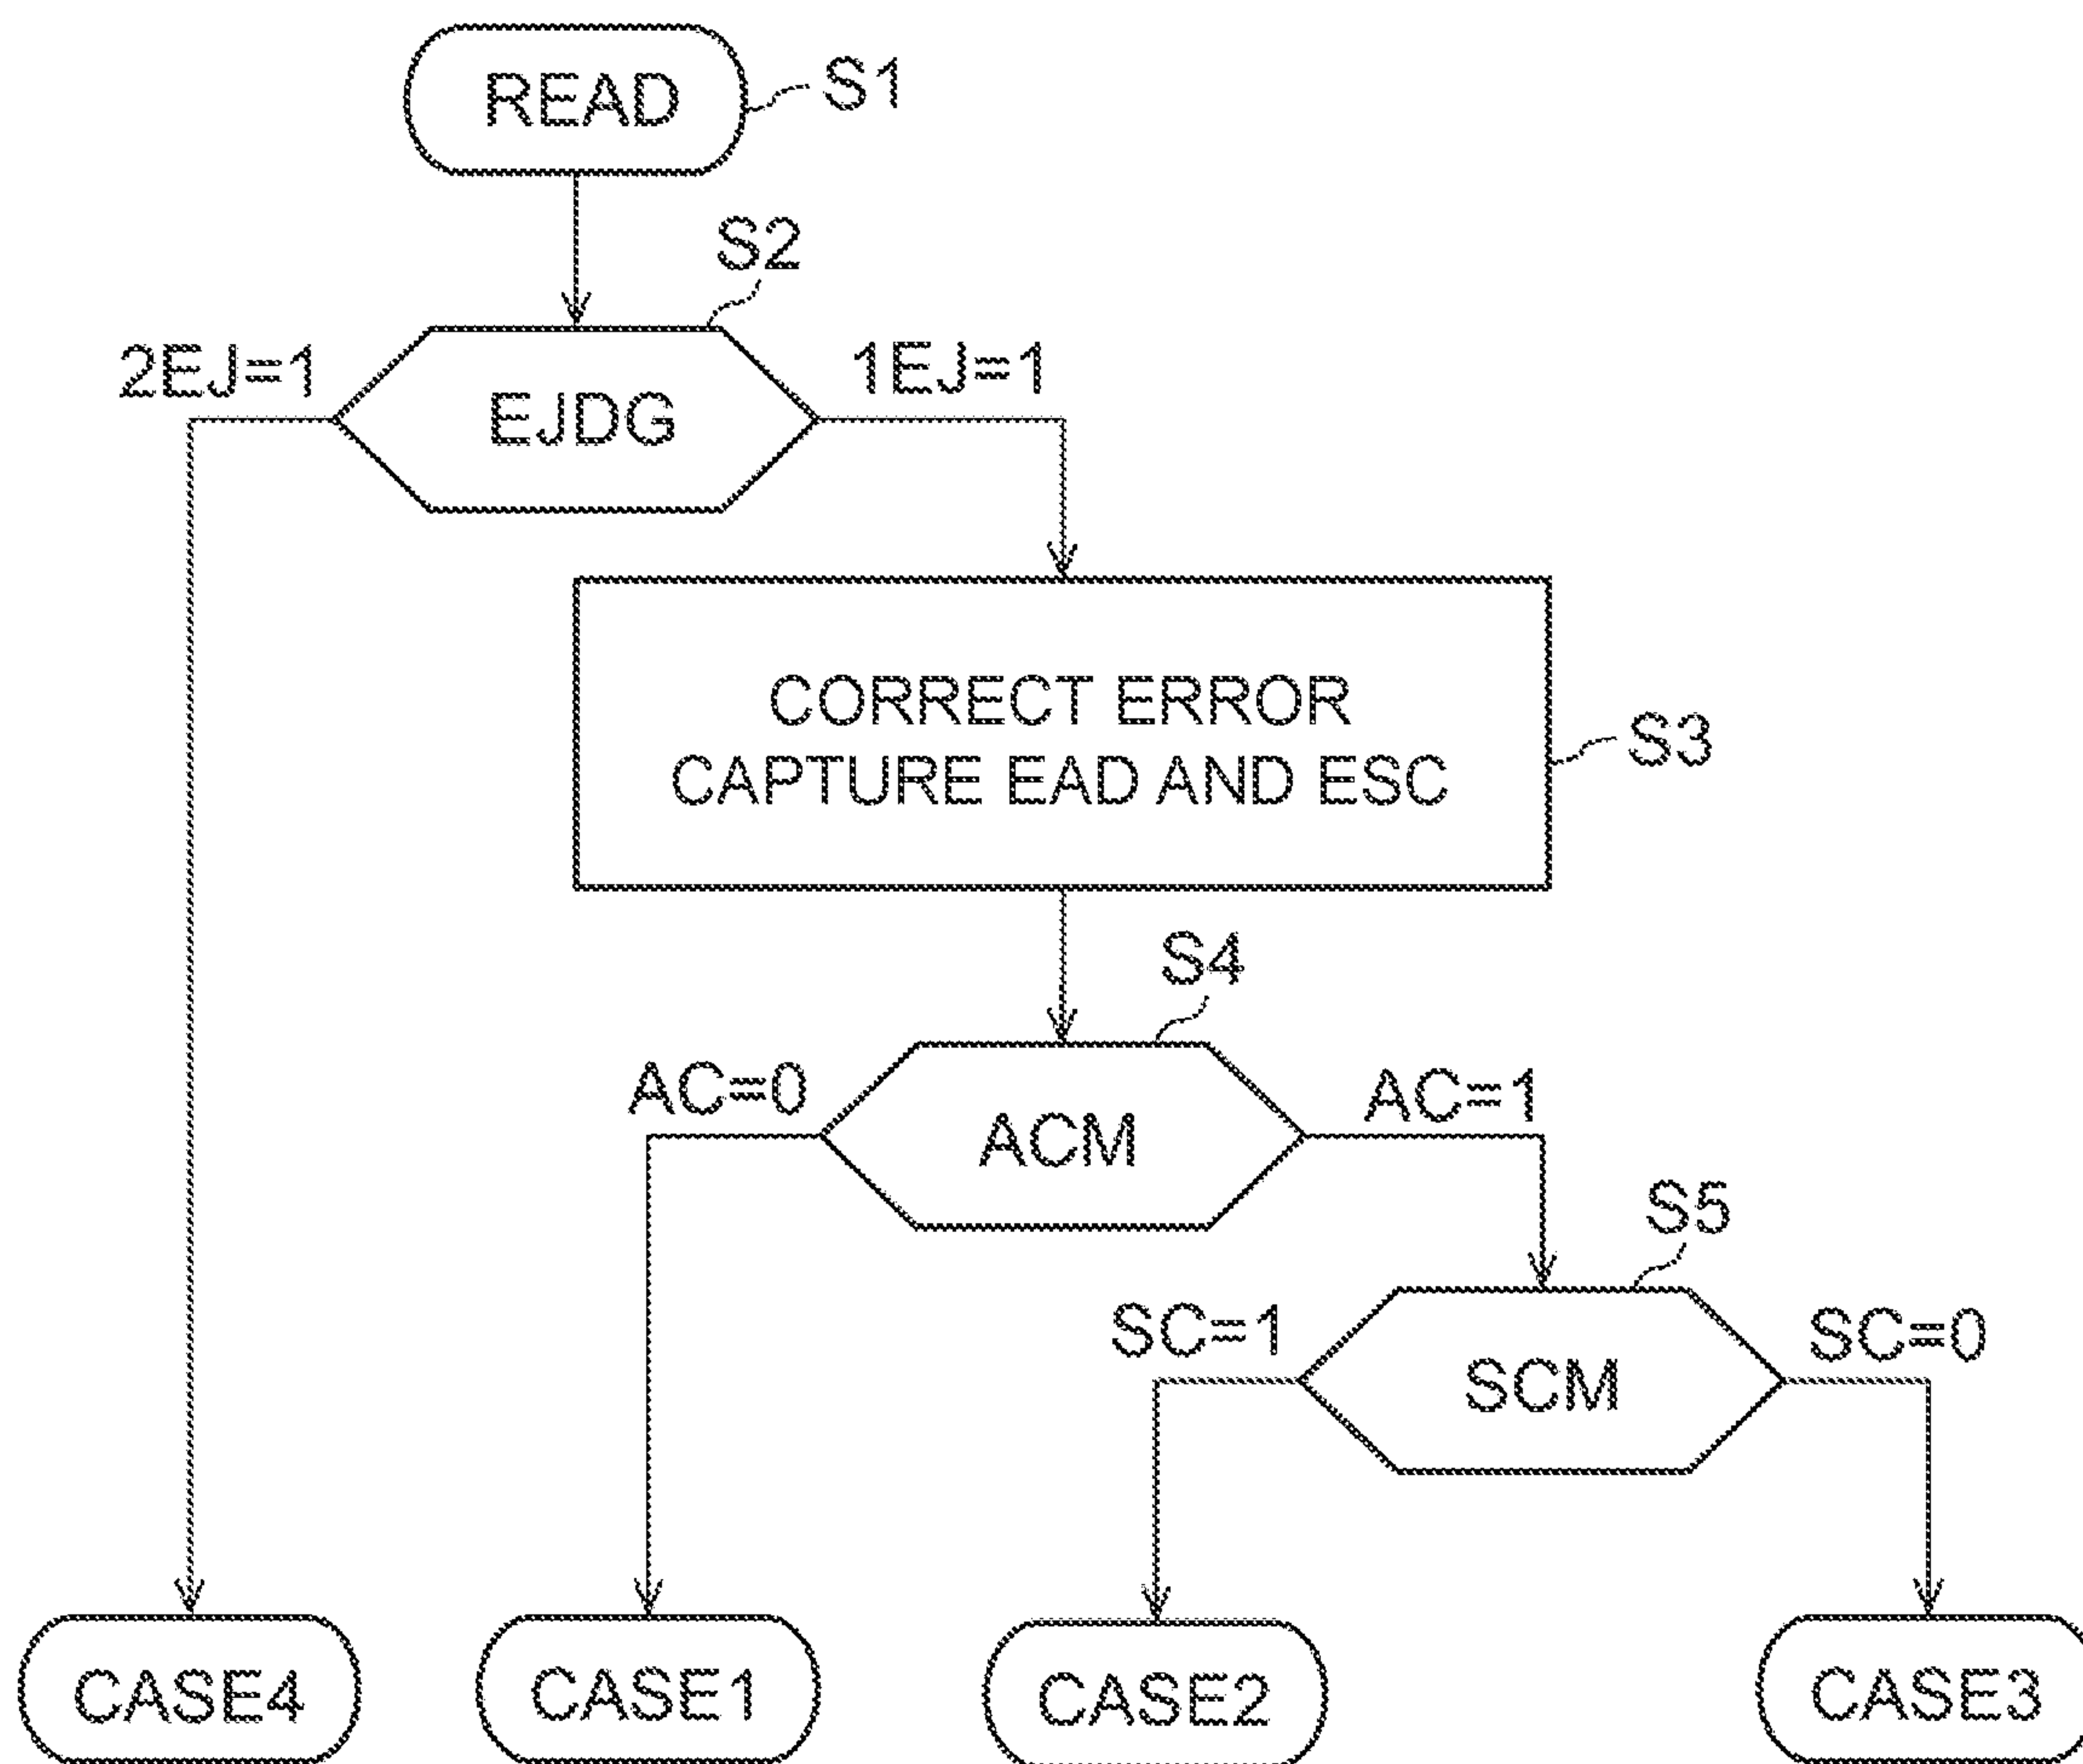 READ
S1
S2
2EJ=1
1EJ=1
EJDG
CORRECT ERROR
CAPTURE EAD AND ESC
S3
S4
AC=0
AC=1
ACM
S5
SC=1
SC=0
SCM
CASE4
CASE1
CASE2
CASE3